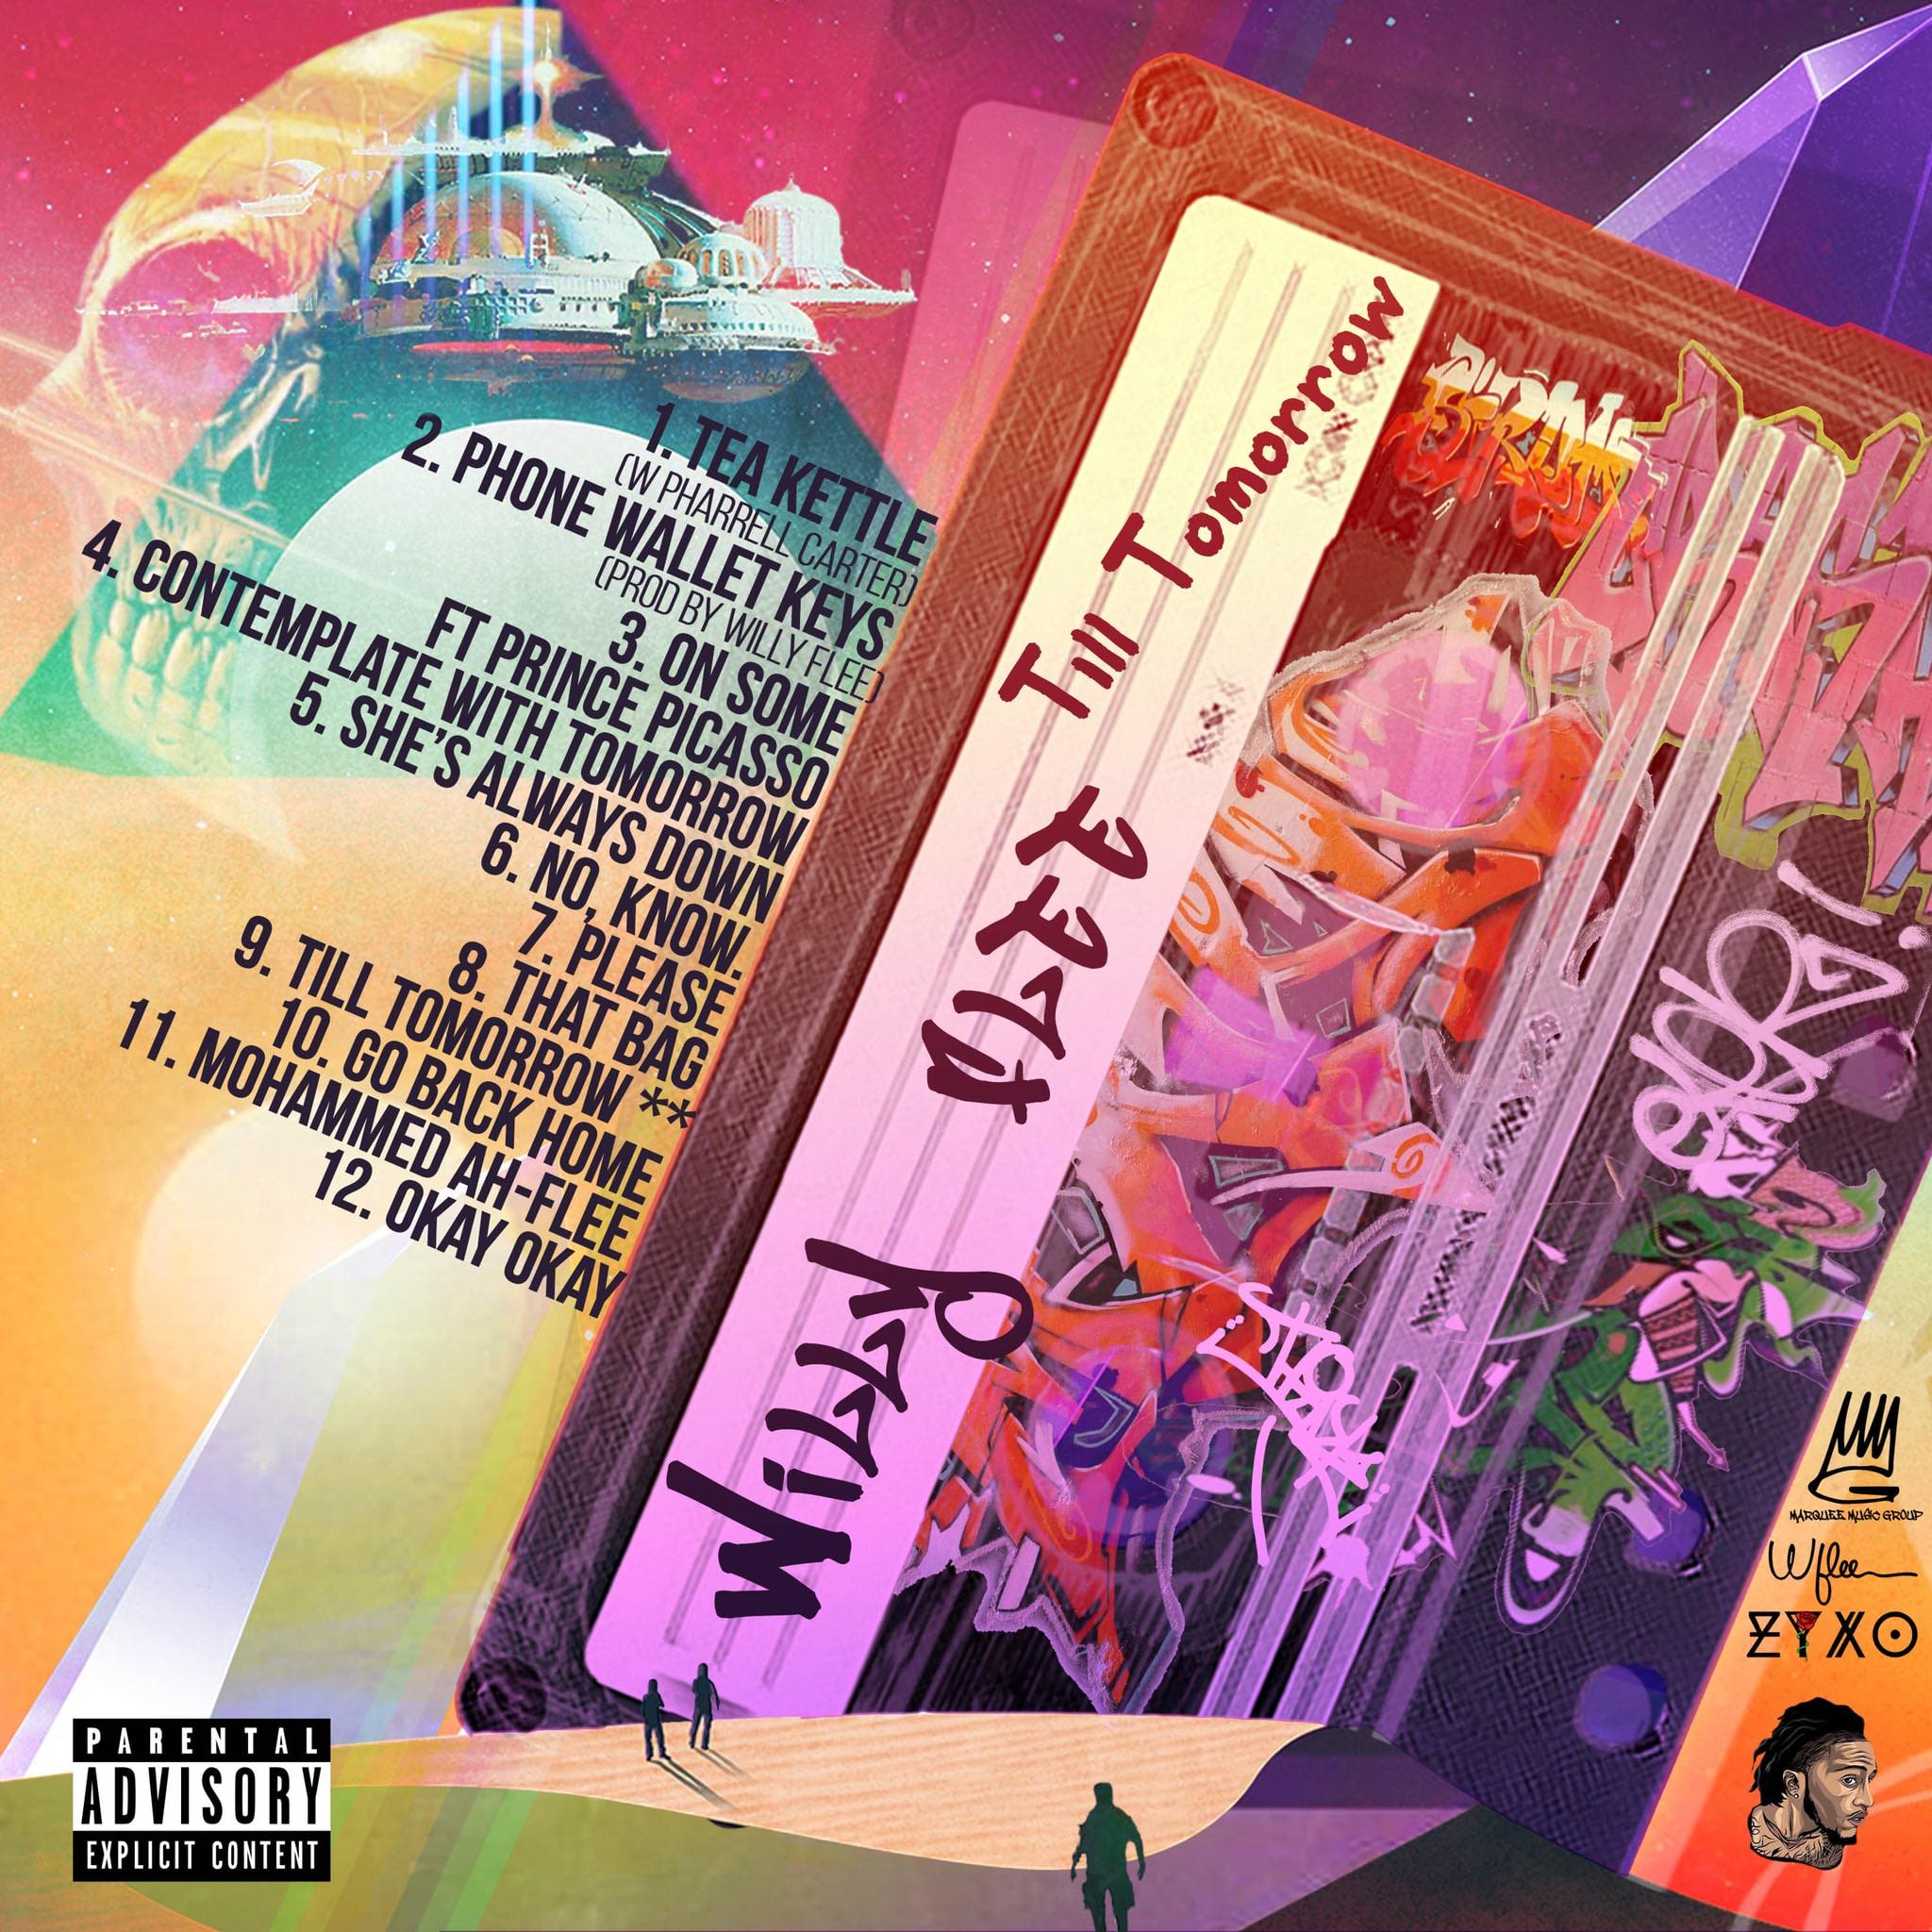 1. TEA KETTLE
(W PHARRELL CARTER)
2. PHONE WALLET KEYS
(PROD BY WILLY FLEE)
3. ON SOME
FT PRINCE PICASSO
4. CONTEMPLATE WITH TOMORROW
5. SHE'S ALWAYS DOWN
6. NO, KNOW.
7. PLEASE
8. THAT BAG
9. TILL TOMORROW **
10. GO BACK HOME
11. MOHAMMED AH-FLEE
12. OKAY OKAY
Willy FLEE Till Tomorrow
MARQUEE MUSIC GROUP
Wflee
ZYXO
PARENTAL
ADVISORY
EXPLICIT CONTENT